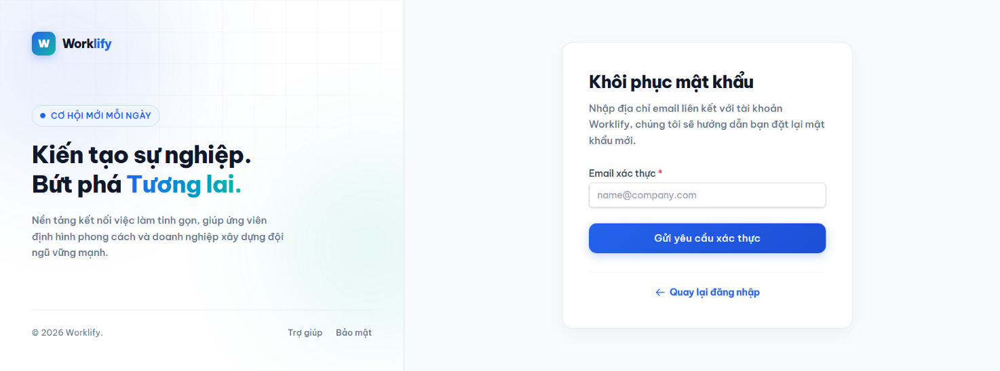 W Worklify
CƠ HỘI MỚI MỖI NGÀY
Kiến tạo sự nghiệp.
Bứt phá Tương lai.
Nền tảng kết nối việc làm tinh gọn, giúp ứng viên
định hình phong cách và doanh nghiệp xây dựng đội
ngũ vững mạnh.
© 2026 Worklify.
Trợ giúp Bảo mật
Khôi phục mật khẩu
Nhập địa chỉ email liên kết với tài khoản
Worklify, chúng tôi sẽ hướng dẫn bạn đặt lại mật
khẩu mới.
Email xác thực *
name@company.com
Gửi yêu cầu xác thực
← Quay lại đăng nhập